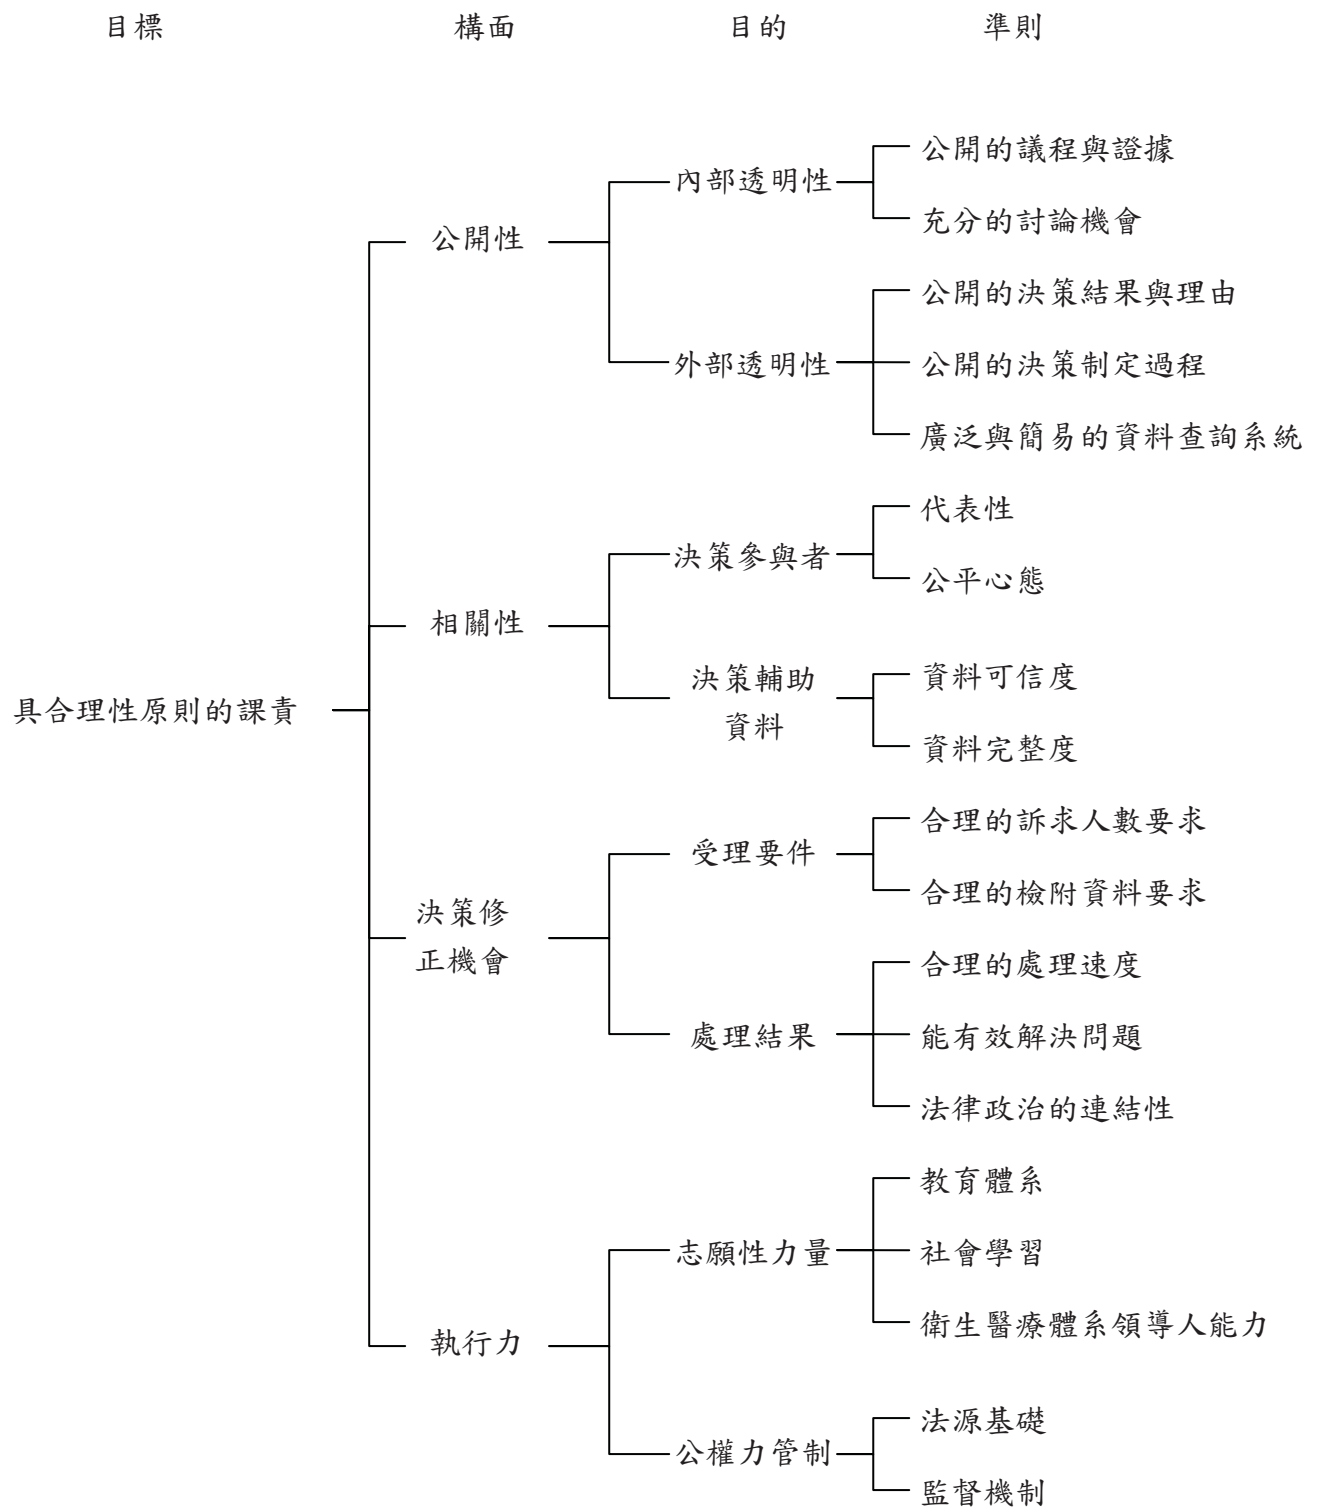 目標
構面
目的
準則
具合理性原則的課責
公開性
內部透明性
公開的議程與證據
充分的討論機會
外部透明性
公開的決策結果與理由
公開的決策制定過程
廣泛與簡易的資料查詢系統
相關性
決策參與者
代表性
公平心態
決策輔助
資料
資料可信度
資料完整度
決策修
正機會
受理要件
合理的訴求人數要求
合理的檢附資料要求
處理結果
合理的處理速度
能有效解決問題
法律政治的連結性
執行力
志願性力量
教育體系
社會學習
衛生醫療體系領導人能力
公權力管制
法源基礎
監督機制